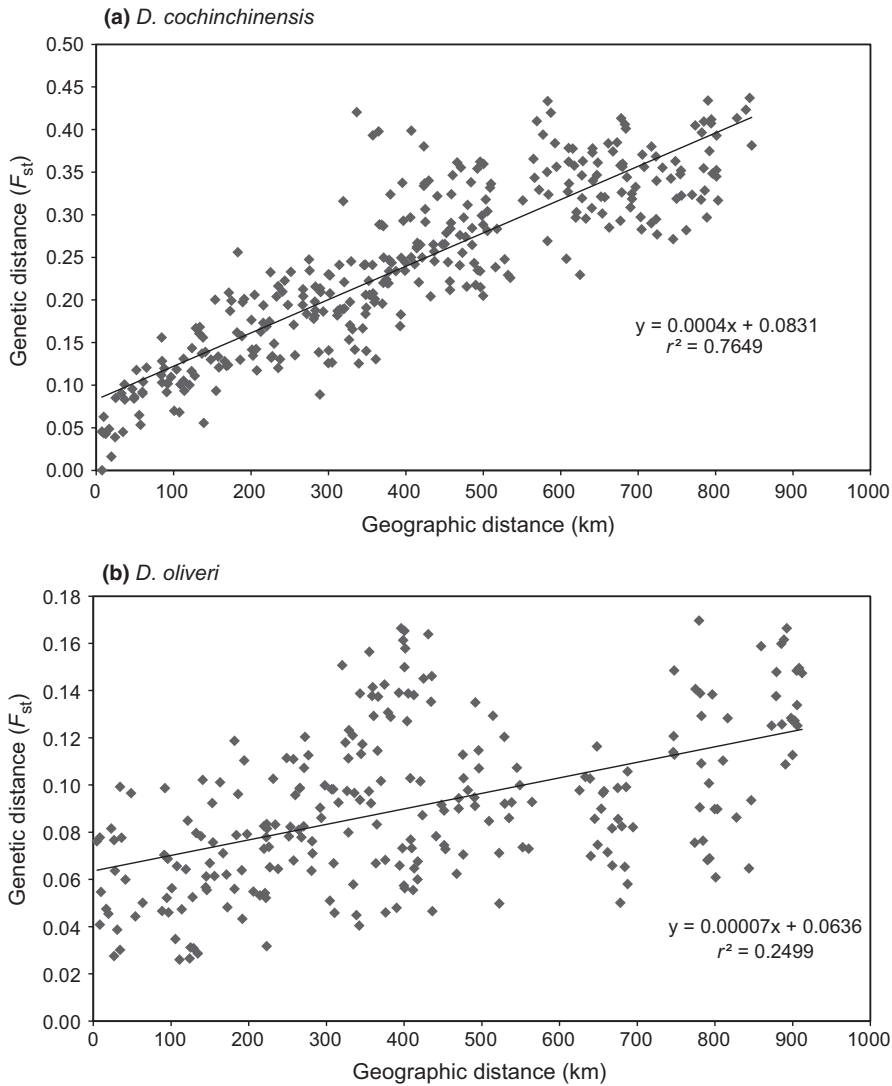 (a) D. cochinchinensis
0.50
0.45
0.40
0.35
0.30
0.25
0.20
0.15
0.10
0.05
0.00
Genetic distance (Fst)
y = 0.0004x + 0.0831
r² = 0.7649
0 100 200 300 400 500 600 700 800 900 1000
Geographic distance (km)
(b) D. oliveri
0.18
0.16
0.14
0.12
0.10
0.08
0.06
0.04
0.02
0.00
Genetic distance (Fst)
y = 0.00007x + 0.0636
r² = 0.2499
0 100 200 300 400 500 600 700 800 900 1000
Geographic distance (km)